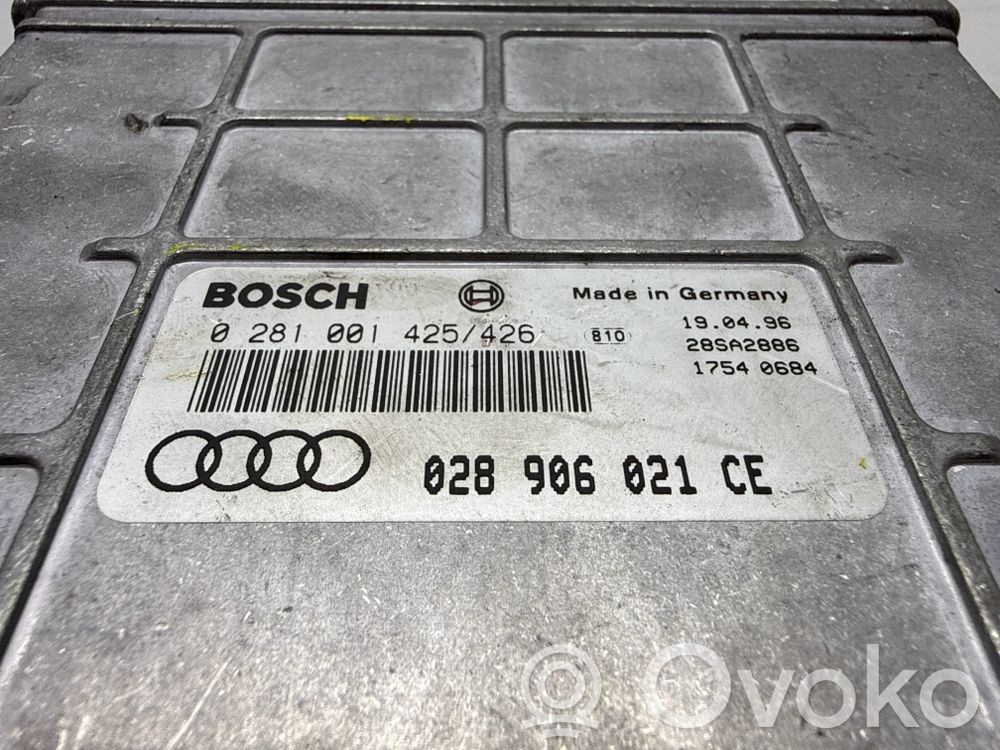 BOSCH
Made in Germany
0 281 001 425/426
810
19.04.96
28SA2886
1754 0684
028 906 021 CE
Ovoko